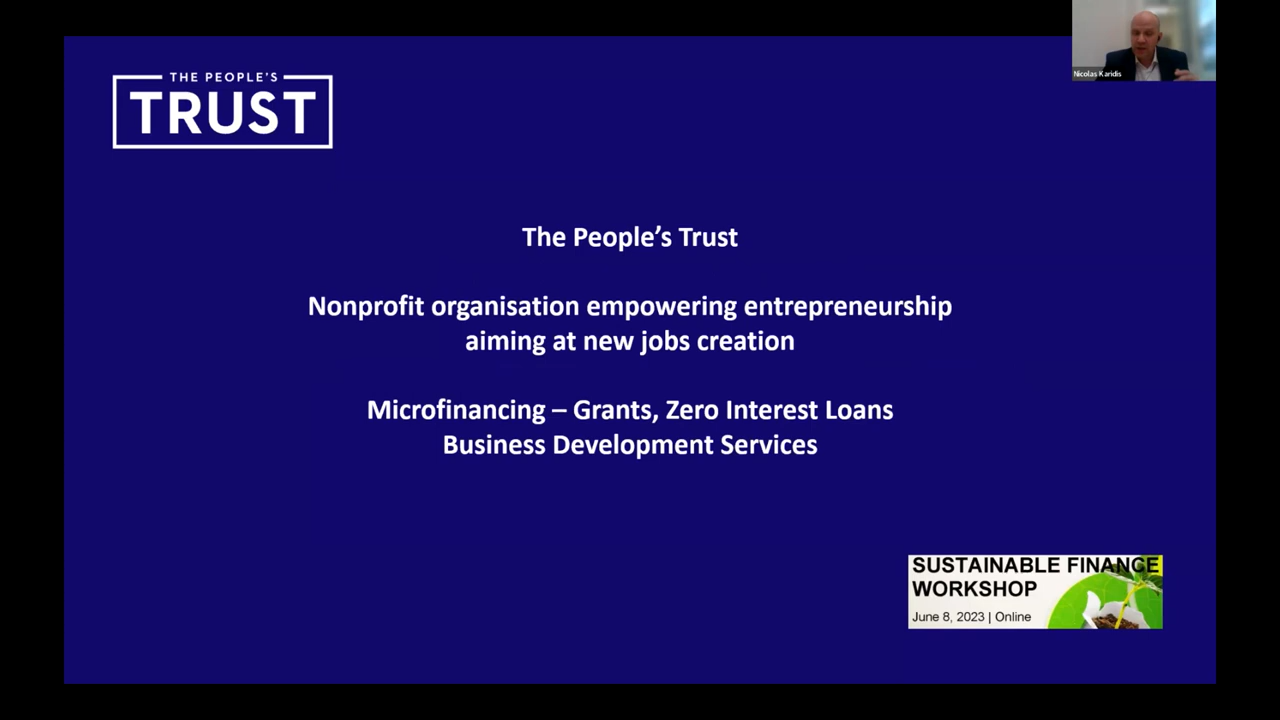 THE PEOPLE'S
TRUST
Nicolas Karidis
The People’s Trust
Nonprofit organisation empowering entrepreneurship
aiming at new jobs creation
Microfinancing – Grants, Zero Interest Loans
Business Development Services
SUSTAINABLE FINANCE
WORKSHOP
June 8, 2023 | Online